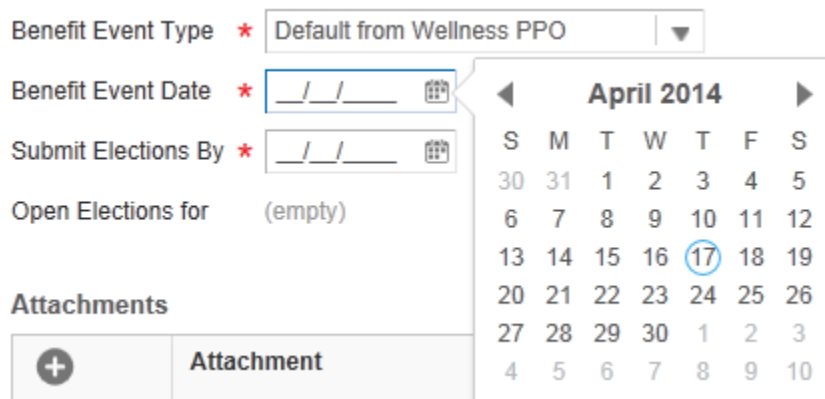 Benefit Event Type * Default from Wellness PPO
Benefit Event Date * __/__/____
Submit Elections By * __/__/____
Open Elections for (empty)
Attachments
Attachment
April 2014
S M T W T F S
30 31 1 2 3 4 5
6 7 8 9 10 11 12
13 14 15 16 17 18 19
20 21 22 23 24 25 26
27 28 29 30 1 2 3
4 5 6 7 8 9 10